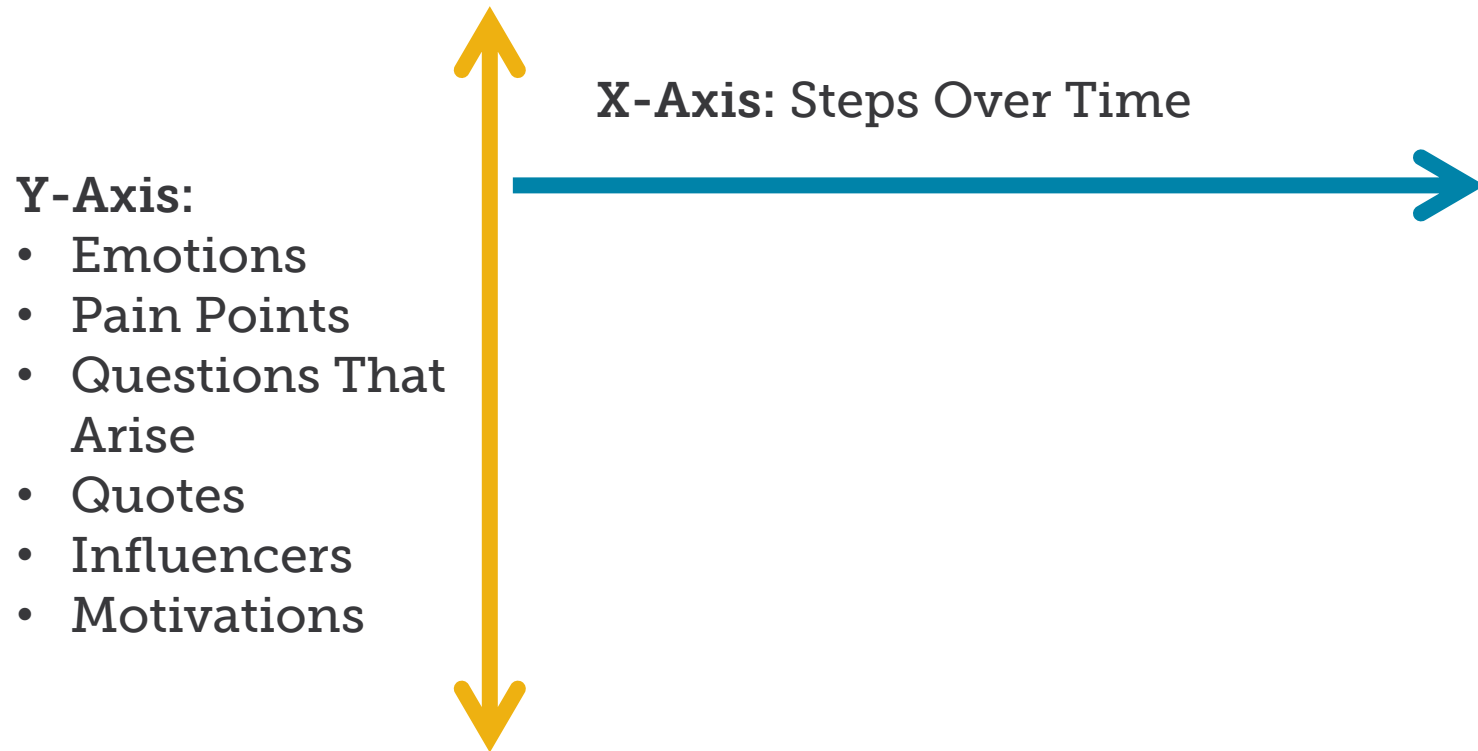 X-Axis: Steps Over Time
Y-Axis:
• Emotions
• Pain Points
• Questions That
Arise
• Quotes
• Influencers
• Motivations